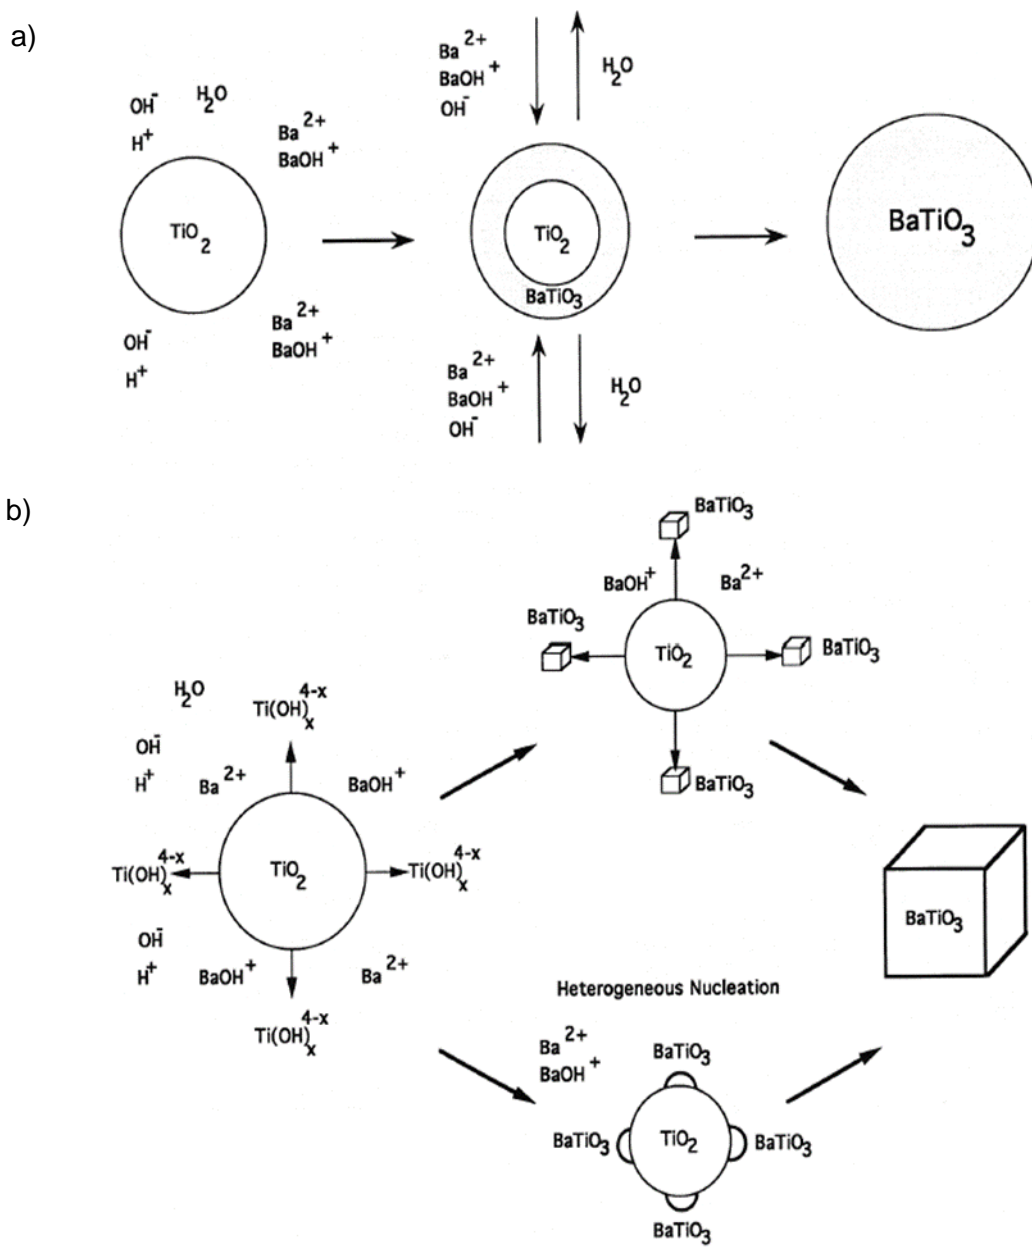 a)
OH⁻
H₂O
H⁺
Ba²⁺
BaOH⁺
TiO₂
Ba²⁺
BaOH⁺
OH⁻
H⁺
Ba²⁺
BaOH⁺
OH⁻
H₂O
TiO₂
BaTiO₃
Ba²⁺
BaOH⁺
OH⁻
H₂O
BaTiO₃
b)
H₂O
Ti(OH)ₓ⁴⁻ˣ
OH⁻
H⁺
Ba²⁺
BaOH⁺
Ti(OH)ₓ⁴⁻ˣ
TiO₂
Ti(OH)ₓ⁴⁻ˣ
OH⁻
H⁺
BaOH⁺
Ba²⁺
Ti(OH)ₓ⁴⁻ˣ
BaTiO₃
BaOH⁺
Ba²⁺
BaTiO₃
TiO₂
BaTiO₃
BaTiO₃
Heterogeneous Nucleation
Ba²⁺
BaOH⁺
BaTiO₃
BaTiO₃
TiO₂
BaTiO₃
BaTiO₃
BaTiO₃